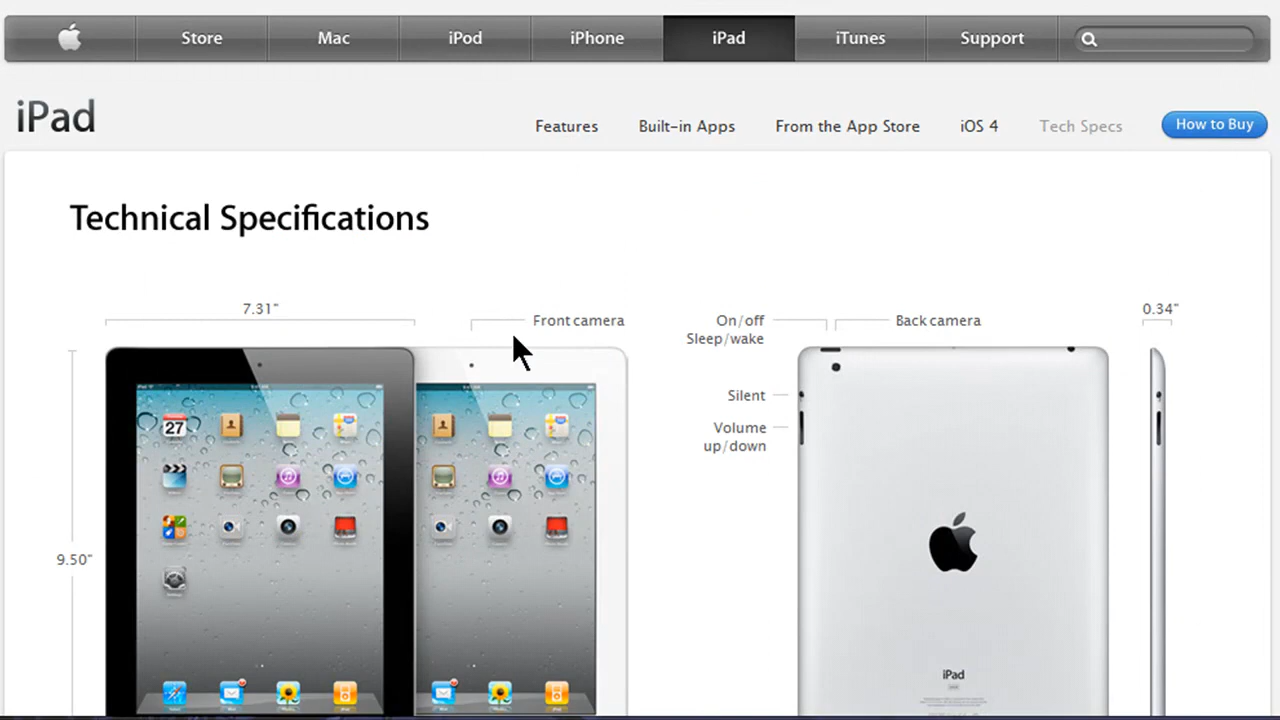 Store Mac iPod iPhone iPad iTunes Support
iPad
Features Built-in Apps From the App Store iOS 4 Tech Specs How to Buy
Technical Specifications
7.31"
Front camera
On/off
Sleep/wake
Back camera
0.34"
Silent
Volume
up/down
9.50"
27
iPad